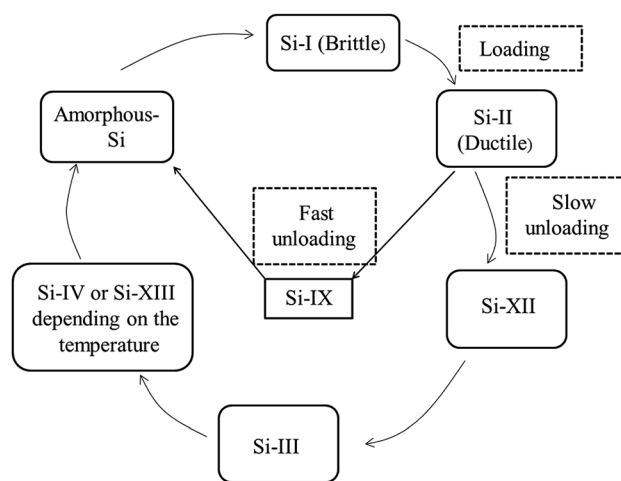 Si-I (Brittle)
Loading
Amorphous-
Si
Si-II
(Ductile)
Fast
unloading
Slow
unloading
Si-IV or Si-XIII
depending on the
temperature
Si-IX
Si-XII
Si-III